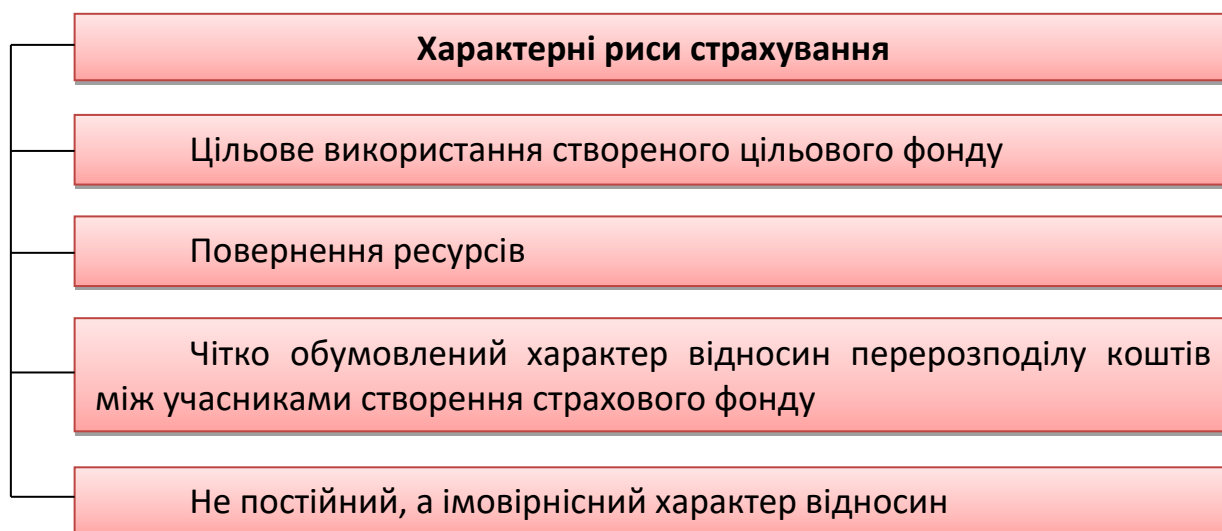 Характерні риси страхування
Цільове використання створеного цільового фонду
Повернення ресурсів
Чітко обумовлений характер відносин перерозподілу коштів
між учасниками створення страхового фонду
Не постійний, а імовірнісний характер відносин